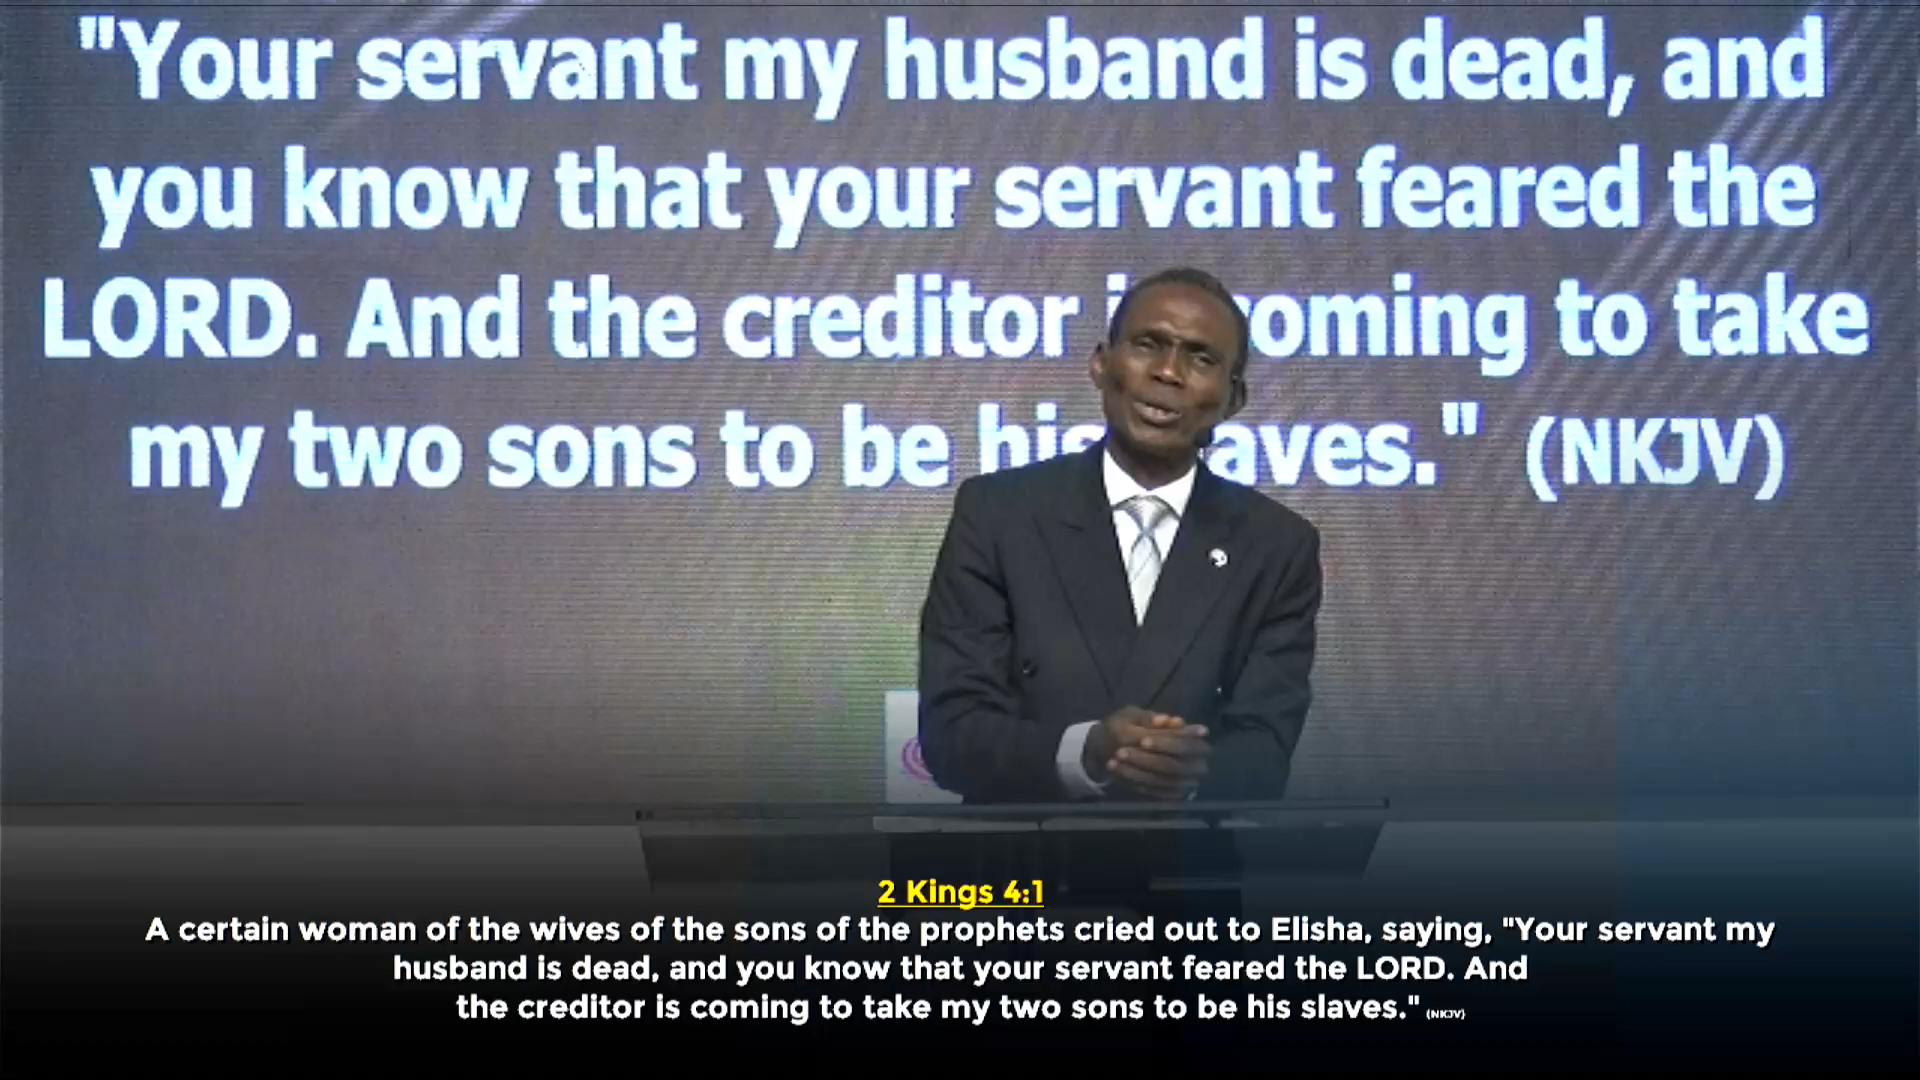 "Your servant my husband is dead, and
you know that your servant feared the
LORD. And the creditor coming to take
my two sons to be his aves." (NKJV)
2 Kings 4:1
A certain woman of the wives of the sons of the prophets cried out to Elisha, saying, "Your servant my
husband is dead, and you know that your servant feared the LORD. And
the creditor is coming to take my two sons to be his slaves." (NKJV)